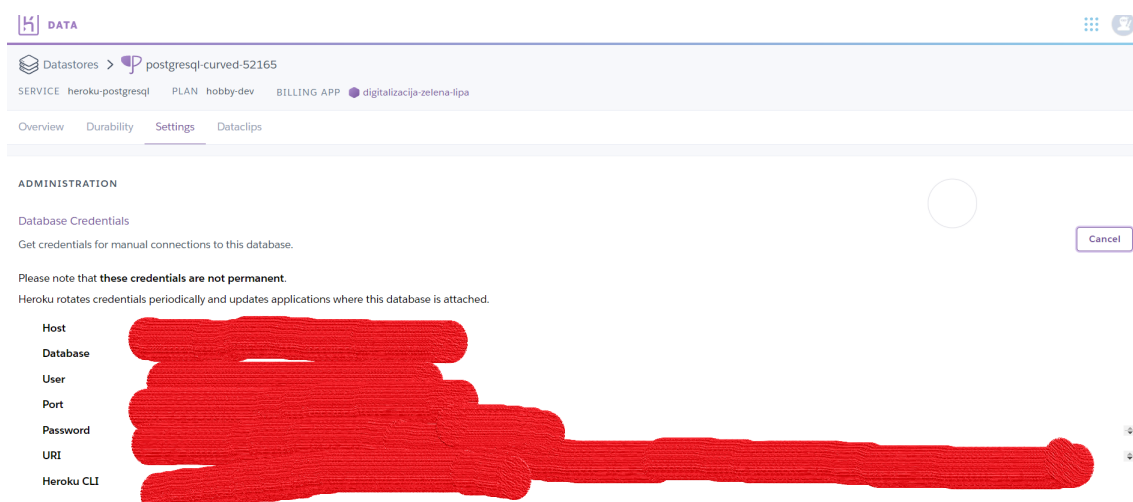 DATA
Datastores > postgresql-curved-52165
SERVICE heroku-postgresql PLAN hobby-dev BILLING APP digitalizacija-zelena-lipa
Overview Durability Settings Dataclips
ADMINISTRATION
Database Credentials
Get credentials for manual connections to this database.
Cancel
Please note that these credentials are not permanent.
Heroku rotates credentials periodically and updates applications where this database is attached.
Host
Database
User
Port
Password
URI
Heroku CLI